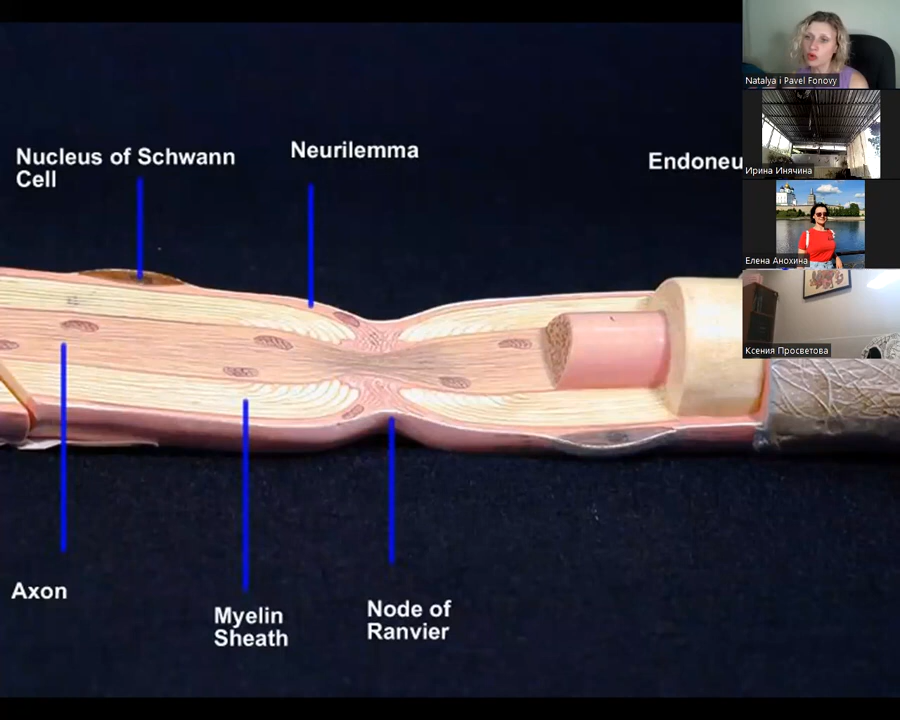 Nucleus of Schwann
Cell
Neurilemma
Endoneu
Axon
Myelin
Sheath
Node of
Ranvier
Natalya i Pavel Fonovy
Ирина Инячина
Елена Анохина
Ксения Просветова